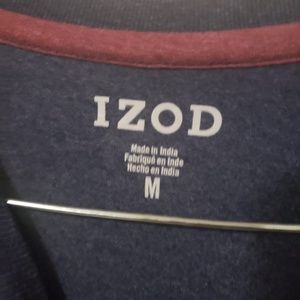 IZOD
Made in India
Fabriqué en Inde
Hecho en India
M